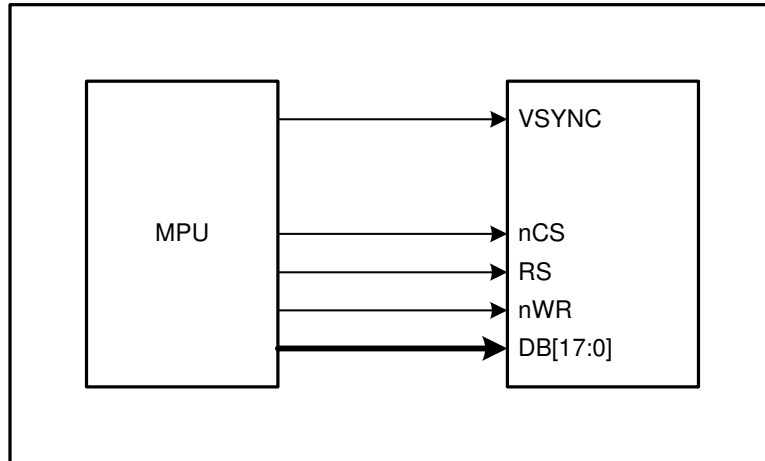 VSYNC
MPU
nCS
RS
nWR
DB[17:0]